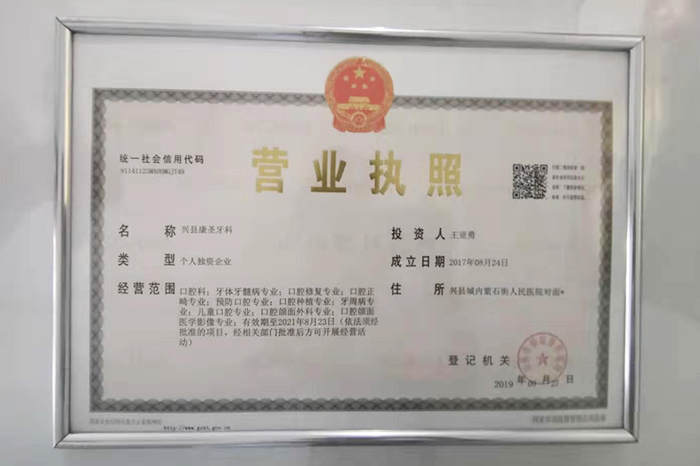 统一社会信用代码
营业执照
名称 兴县康圣牙科
类型 个人独资企业
经营范围 口腔科；牙体牙髓病专业；口腔修复专业；口腔正
畸专业；预防口腔专业；口腔种植专业；牙周病专
业；儿童口腔专业；口腔颌面外科专业；口腔颌面
医学影像专业；有效期至2021年8月23日（依法须经
批准的项目，经相关部门批准后方可开展经营活
动）
投资人 王亚勇
成立日期 2017年08月24日
住所 兴县城内紫石街人民医院对面*
登记机关
2019 年
月
日
http://www.gsxt.gov.cn